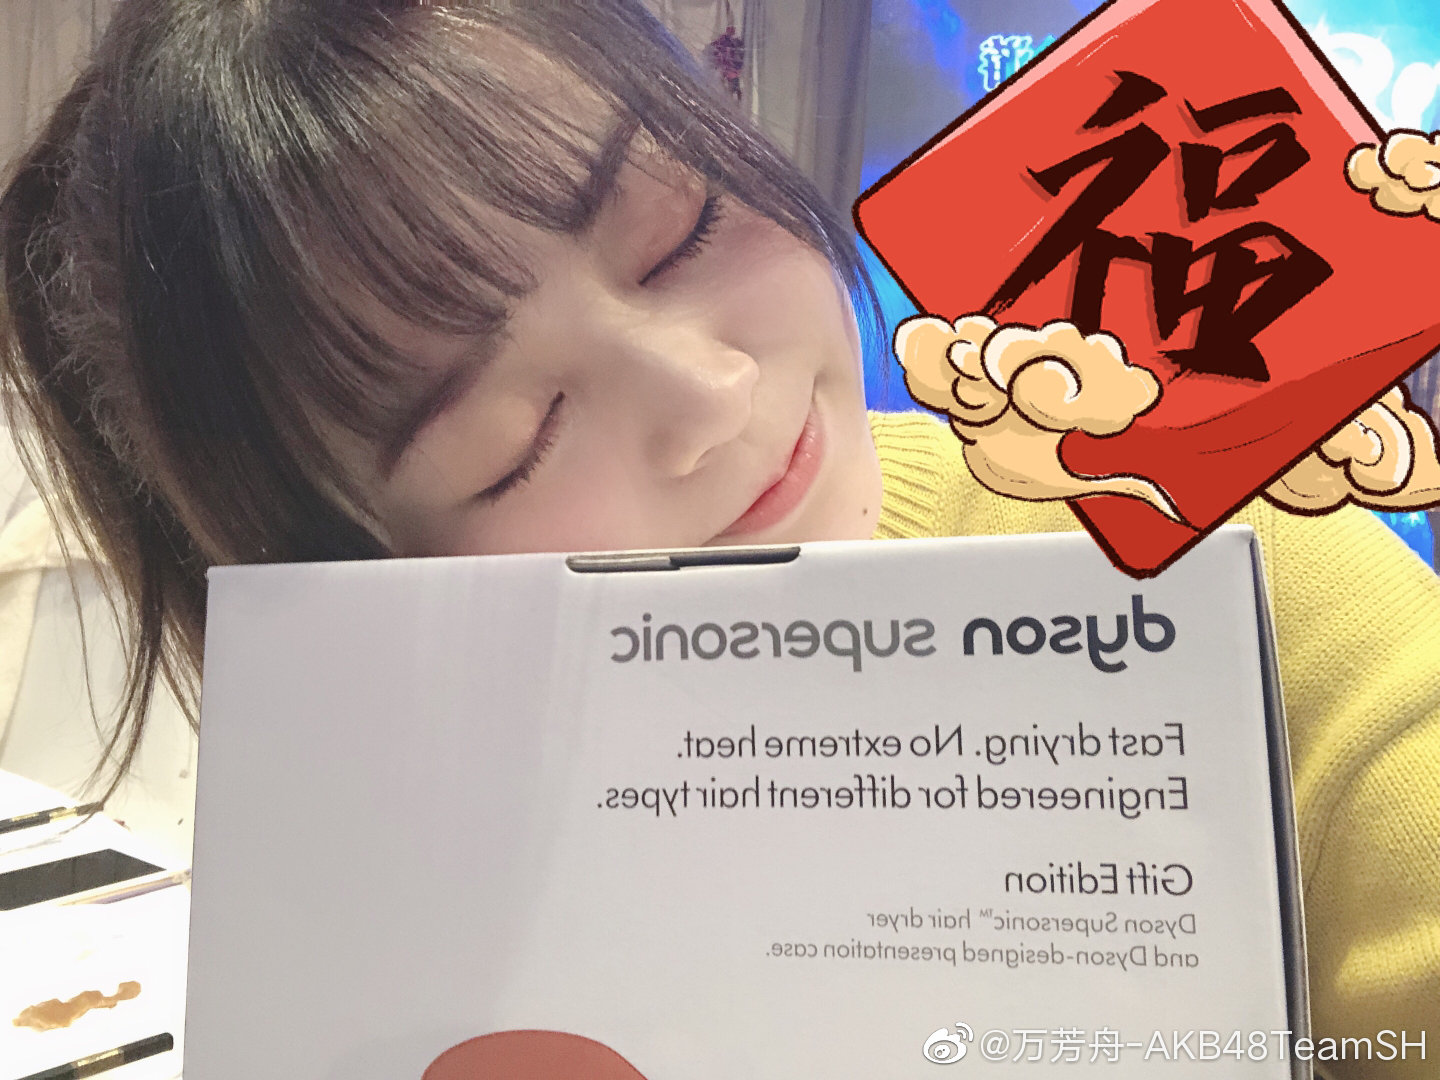 福
dyson supersonic
Fast drying. No extreme heat.
Engineered for different hair types.
Gift Edition
Dyson Supersonic™ hair dryer
and Dyson-designed presentation case.
@万芳舟-AKB48TeamSH